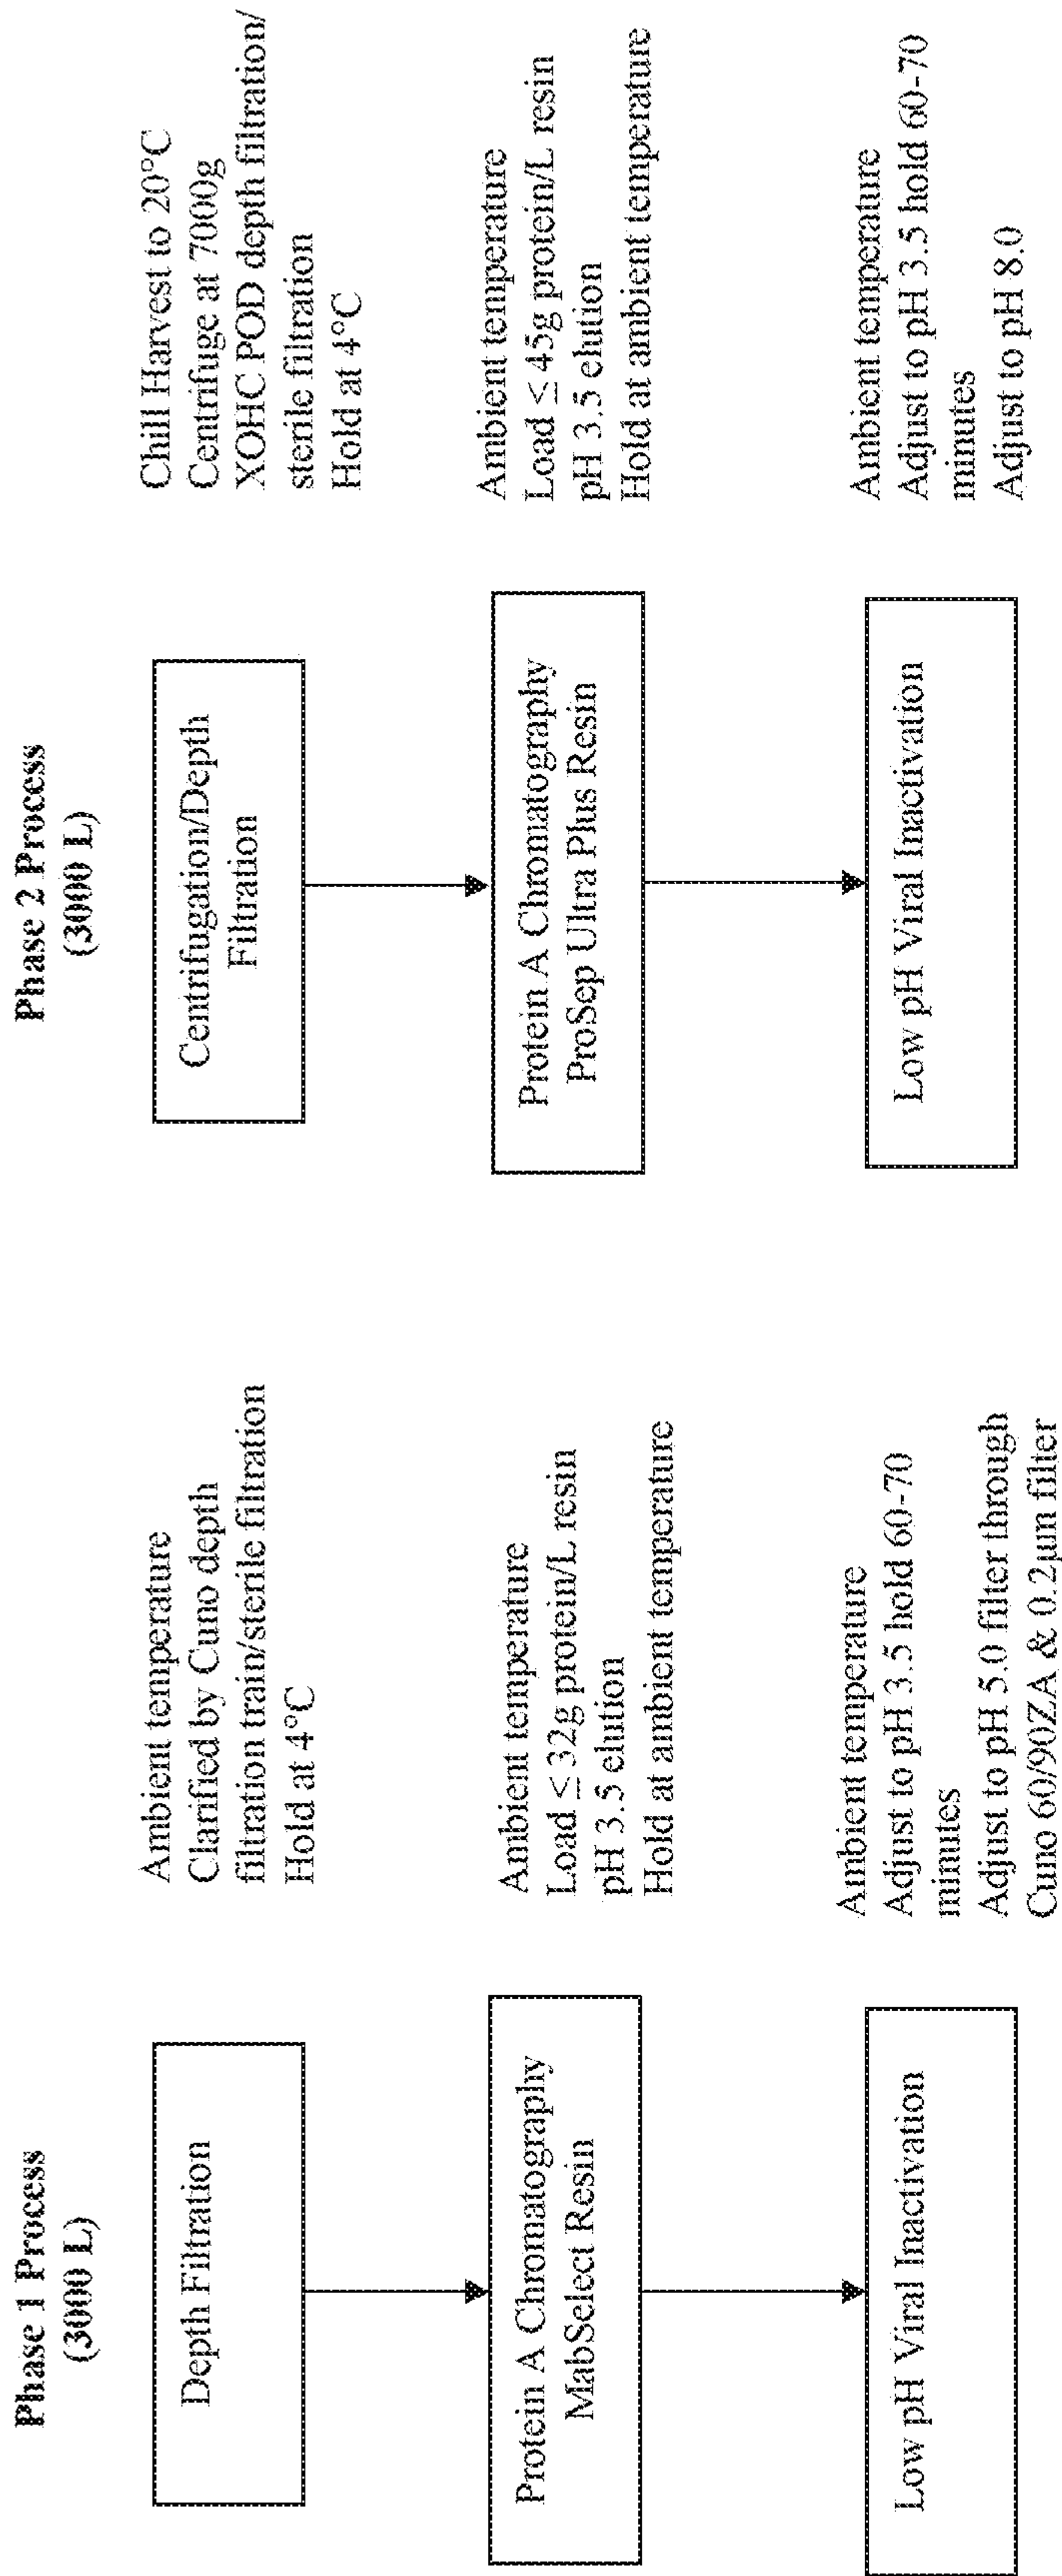 Phase 1 Process
(3000 L)
Depth Filtration
Ambient temperature
Clarified by Cuno depth
filtration train/sterile filtration
Hold at 4°C
Protein A Chromatography
MabSelect Resin
Ambient temperature
Load ≤ 32g protein/L resin
pH 3.5 elution
Hold at ambient temperature
Low pH Viral Inactivation
Ambient temperature
Adjust to pH 3.5 hold 60-70
minutes
Adjust to pH 5.0 filter through
Cuno 60/90ZA & 0.2µm filter
Phase 2 Process
(3000 L)
Centrifugation/Depth
Filtration
Chill Harvest to 20°C
Centrifuge at 7000g
XOHC POD depth filtration/
sterile filtration
Hold at 4°C
Protein A Chromatography
ProSep Ultra Plus Resin
Ambient temperature
Load ≤ 45g protein/L resin
pH 3.5 elution
Hold at ambient temperature
Low pH Viral Inactivation
Ambient temperature
Adjust to pH 3.5 hold 60-70
minutes
Adjust to pH 8.0